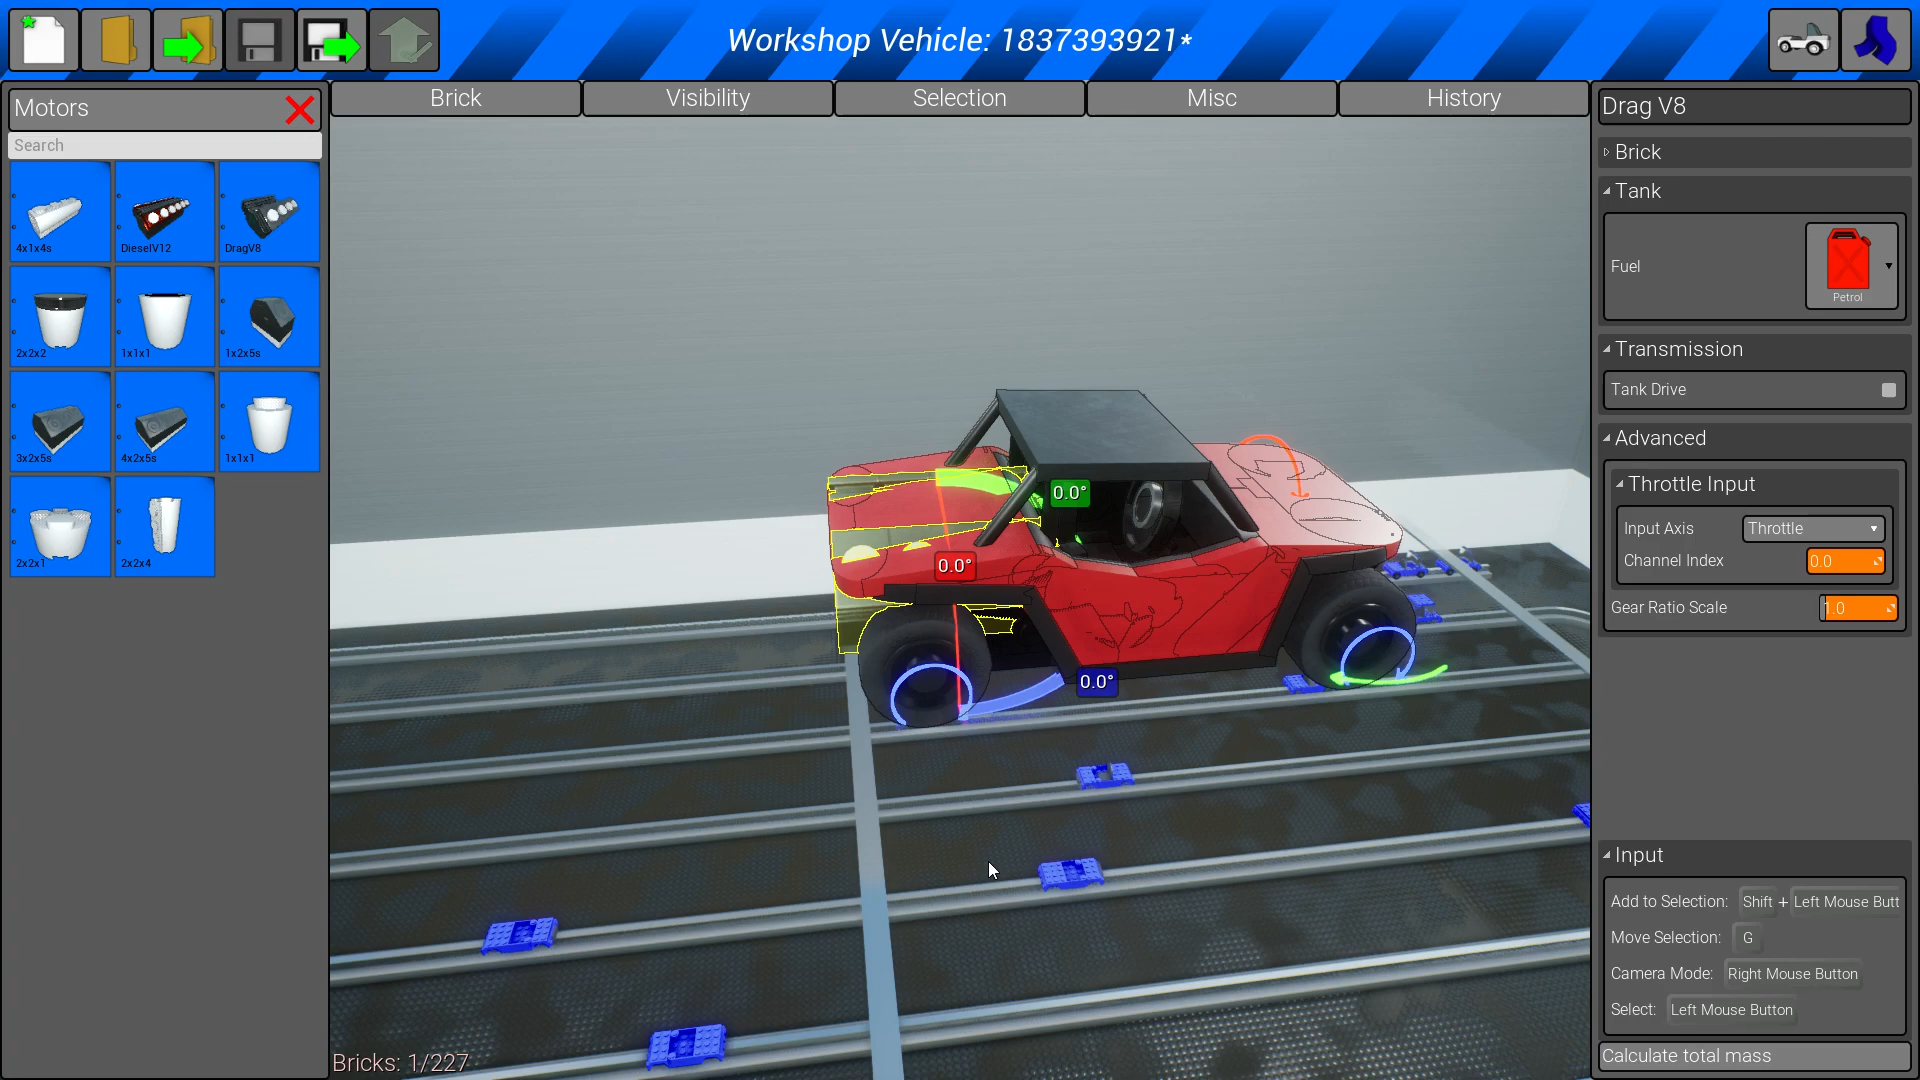 Workshop Vehicle: 1837393921*
Motors
Search
4x1x4s
DieselV12
DragV8
2x2x2
1x1x1
1x2x5s
3x2x5s
4x2x5s
1x1x1
2x2x1
2x2x4
Brick
Visibility
Selection
Misc
History
0.0°
0.0°
0.0°
Bricks: 1/227
Drag V8
Brick
Tank
Fuel
Petrol
Transmission
Tank Drive
Advanced
Throttle Input
Input Axis
Throttle
Channel Index
0.0
Gear Ratio Scale
1.0
Input
Add to Selection: Shift + Left Mouse Butt
Move Selection: G
Camera Mode: Right Mouse Button
Select: Left Mouse Button
Calculate total mass